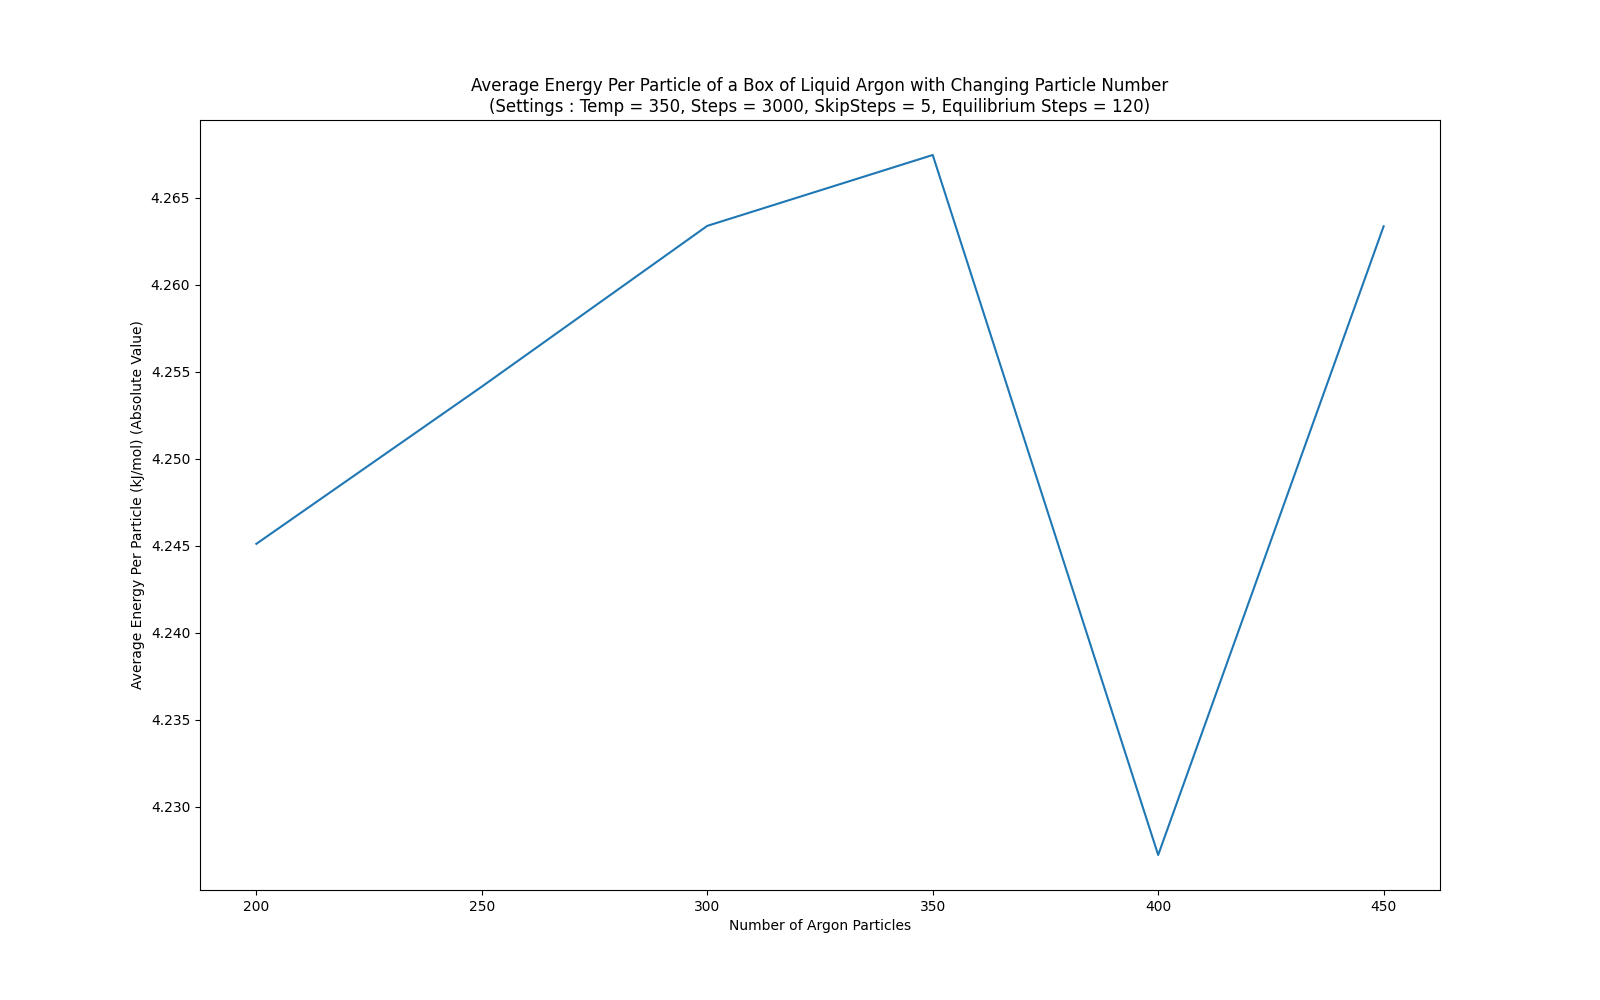 Average Energy Per Particle of a Box of Liquid Argon with Changing Particle Number
(Settings : Temp = 350, Steps = 3000, SkipSteps = 5, Equilibrium Steps = 120)
Average Energy Per Particle (kJ/mol) (Absolute Value)
4.265
4.260
4.255
4.250
4.245
4.240
4.235
4.230
200 250 300 350 400 450
Number of Argon Particles